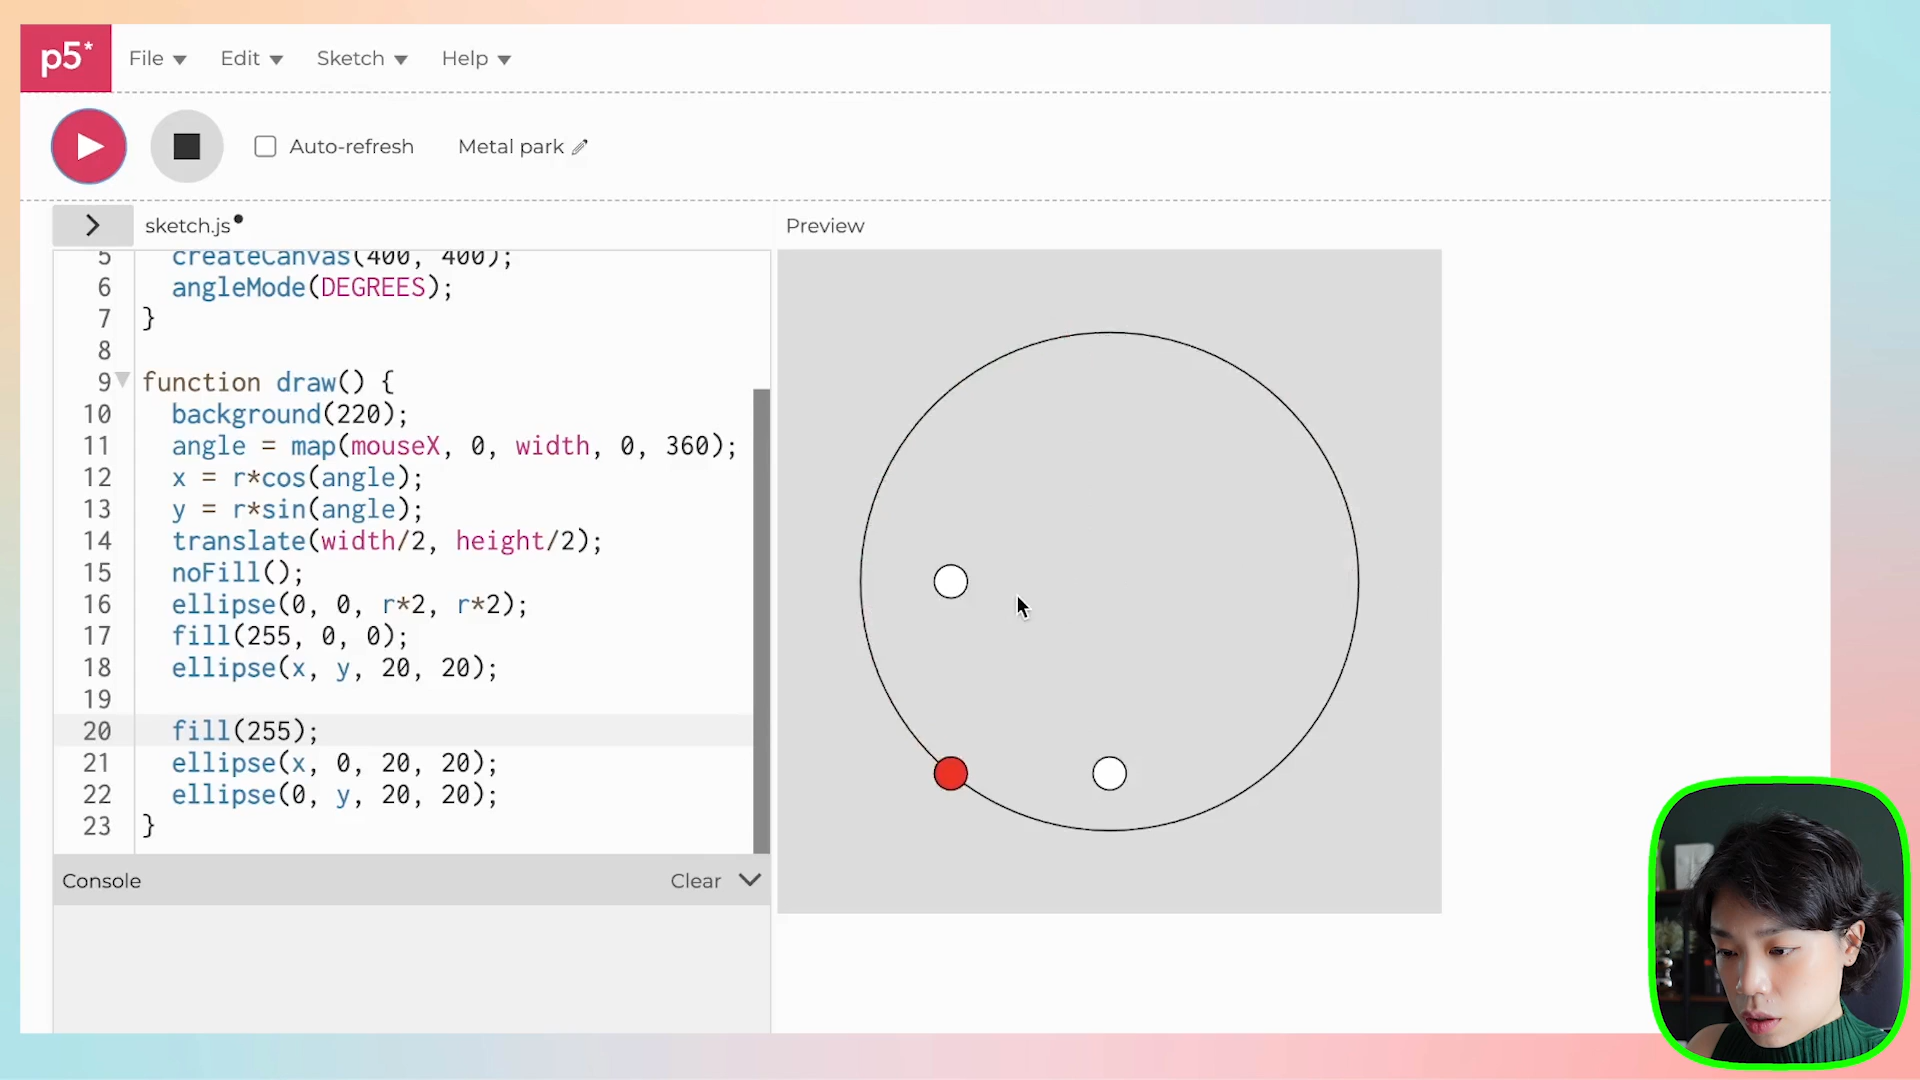 p5*
File Edit Sketch Help
Auto-refresh Metal park
sketch.js
Preview
5 createCanvas(400, 400);
6 angleMode(DEGREES);
7 }
8
9 function draw() {
10 background(220);
11 angle = map(mouseX, 0, width, 0, 360);
12 x = r*cos(angle);
13 y = r*sin(angle);
14 translate(width/2, height/2);
15 noFill();
16 ellipse(0, 0, r*2, r*2);
17 fill(255, 0, 0);
18 ellipse(x, y, 20, 20);
19
20 fill(255);
21 ellipse(x, 0, 20, 20);
22 ellipse(0, y, 20, 20);
23 }
Console Clear